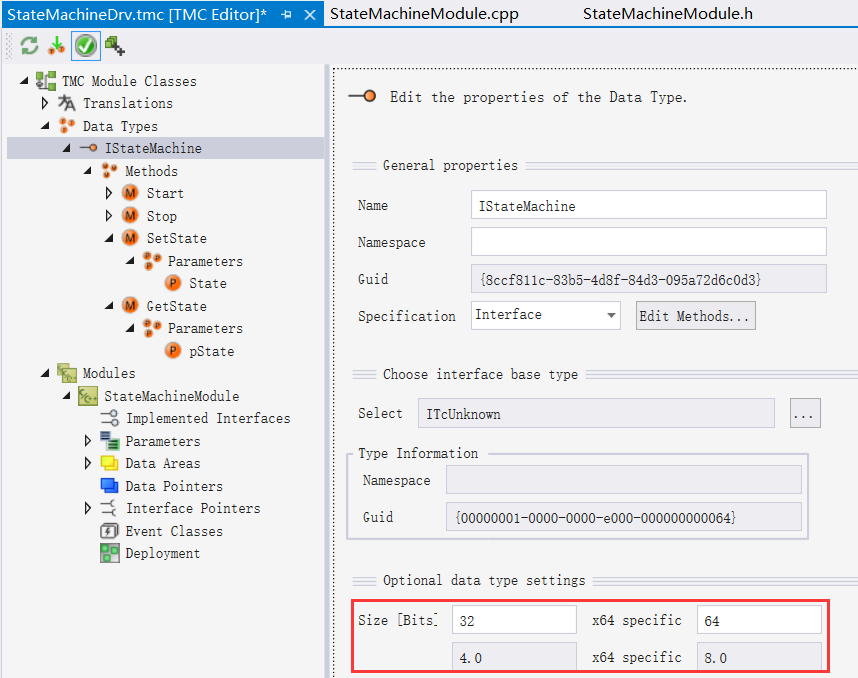 StateMachineDrv.tmc [TMC Editor]* StateMachineModule.cpp StateMachineModule.h
TMC Module Classes
Translations
Data Types
IStateMachine
Methods
Start
Stop
SetState
Parameters
State
GetState
Parameters
pState
Modules
StateMachineModule
Implemented Interfaces
Parameters
Data Areas
Data Pointers
Interface Pointers
Event Classes
Deployment
Edit the properties of the Data Type.
General properties
Name IStateMachine
Namespace
Guid {8ccf811c-83b5-4d8f-84d3-095a72d6c0d3}
Specification Interface Edit Methods...
Choose interface base type
Select ITcUnknown ...
Type Information
Namespace
Guid {00000001-0000-0000-e000-000000000064}
Optional data type settings
Size [Bits] 32 x64 specific 64
4.0 x64 specific 8.0